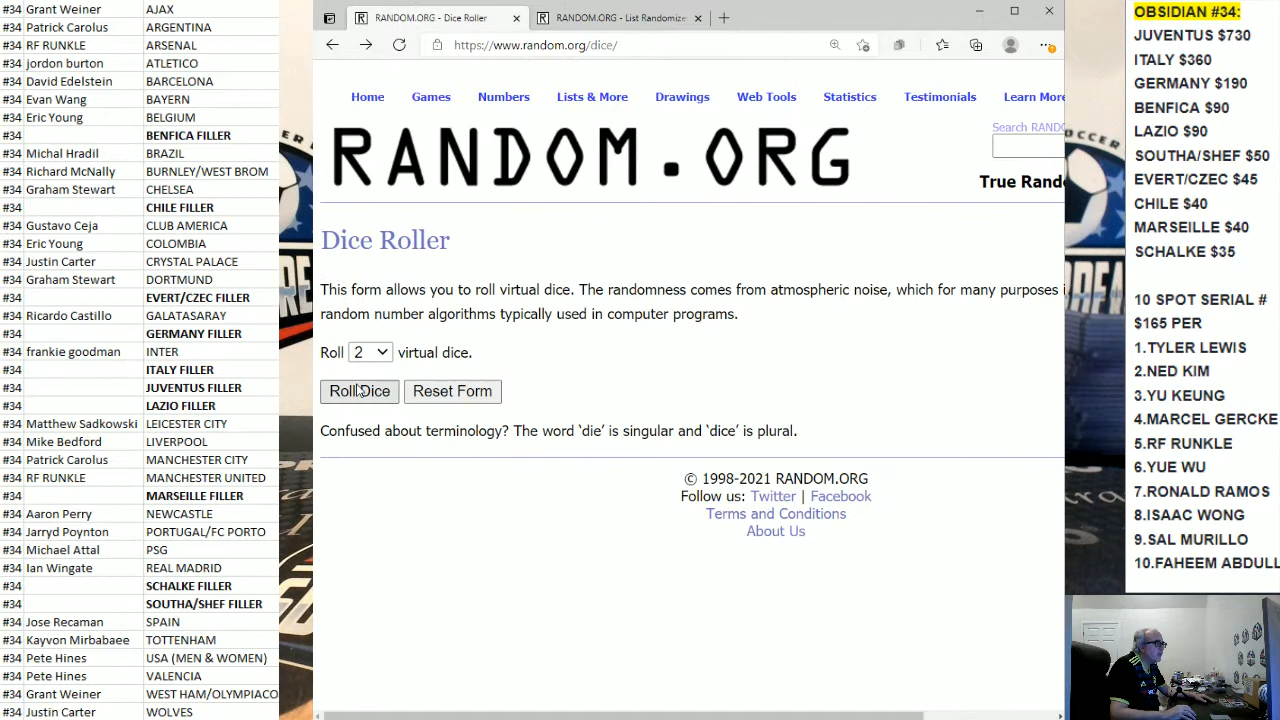 #34 Grant Weiner AJAX
#34 Patrick Carolus ARGENTINA
#34 RF RUNKLE ARSENAL
#34 jordon burton ATLETICO
#34 David Edelstein BARCELONA
#34 Evan Wang BAYERN
#34 Eric Young BELGIUM
#34 BENFICA FILLER
#34 Michal Hradil BRAZIL
#34 Richard McNally BURNLEY/WEST BROM
#34 Graham Stewart CHELSEA
#34 CHILE FILLER
#34 Gustavo Ceja CLUB AMERICA
#34 Eric Young COLOMBIA
#34 Justin Carter CRYSTAL PALACE
#34 Graham Stewart DORTMUND
#34 EVERT/CZEC FILLER
#34 Ricardo Castillo GALATASARAY
#34 GERMANY FILLER
#34 frankie goodman INTER
#34 ITALY FILLER
#34 JUVENTUS FILLER
#34 LAZIO FILLER
#34 Matthew Sadkowski LEICESTER CITY
#34 Mike Bedford LIVERPOOL
#34 Patrick Carolus MANCHESTER CITY
#34 RF RUNKLE MANCHESTER UNITED
#34 MARSEILLE FILLER
#34 Aaron Perry NEWCASTLE
#34 Jarryd Poynton PORTUGAL/FC PORTO
#34 Michael Attal PSG
#34 Ian Wingate REAL MADRID
#34 SCHALKE FILLER
#34 SOUTHA/SHEF FILLER
#34 Jose Recaman SPAIN
#34 Kayvon Mirbabaee TOTTENHAM
#34 Pete Hines USA (MEN & WOMEN)
#34 Pete Hines VALENCIA
#34 Grant Weiner WEST HAM/OLYMPIACO
#34 Justin Carter WOLVES
RANDOM.ORG - Dice Roller
RANDOM.ORG - List Randomize
https://www.random.org/dice/
Home Games Numbers Lists & More Drawings Web Tools Statistics Testimonials Learn More
Search RANDO
RANDOM.ORG
True Rand
Dice Roller
This form allows you to roll virtual dice. The randomness comes from atmospheric noise, which for many purposes i
random number algorithms typically used in computer programs.
Roll 2 virtual dice.
Roll Dice Reset Form
Confused about terminology? The word ‘die’ is singular and ‘dice’ is plural.
© 1998-2021 RANDOM.ORG
Follow us: Twitter | Facebook
Terms and Conditions
About Us
OBSIDIAN #34:
JUVENTUS $730
ITALY $360
GERMANY $190
BENFICA $90
LAZIO $90
SOUTHA/SHEF $50
EVERT/CZEC $45
CHILE $40
MARSEILLE $40
SCHALKE $35
10 SPOT SERIAL #
$165 PER
1.TYLER LEWIS
2.NED KIM
3.YU KEUNG
4.MARCEL GERCKE
5.RF RUNKLE
6.YUE WU
7.RONALD RAMOS
8.ISAAC WONG
9.SAL MURILLO
10.FAHEEM ABDULL